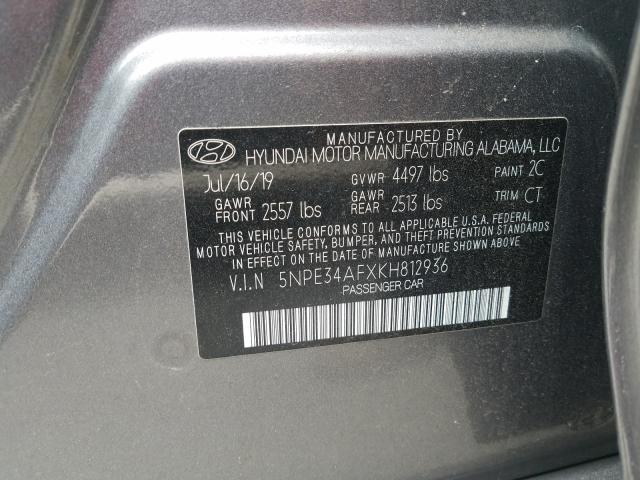 MANUFACTURED BY
HYUNDAI MOTOR MANUFACTURING ALABAMA, LLC
Jul/16/19 GVWR 4497 lbs PAINT 2C
GAWR FRONT 2557 lbs GAWR REAR 2513 lbs TRIM CT
THIS VEHICLE CONFORMS TO ALL APPLICABLE U.S.A. FEDERAL
MOTOR VEHICLE SAFETY, BUMPER, AND THEFT PREVENTION STANDARDS
IN EFFECT ON THE DATE OF MANUFACTURE SHOWN ABOVE.
V.I.N 5NPE34AFXKH812936
PASSENGER CAR